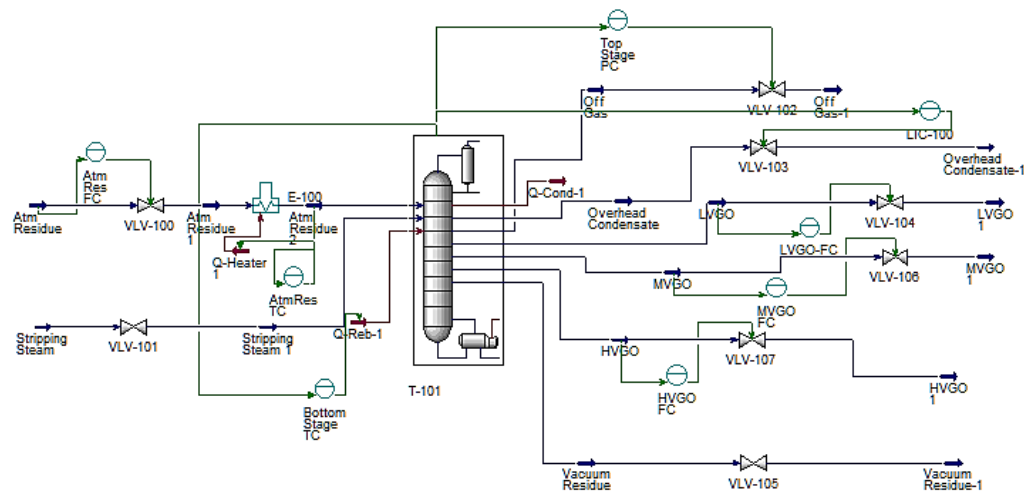 Top
Stage
PC
VLV-102
Off
Gas
Off
Gas-1
LIC-100
VLV-103
Overhead
Condensate-1
Atm
Res
FC
Atm
Residue
VLV-100
Atm
Residue
1
E-100
Atm
Residue
2
Q-Heater
1
AtmRes
TC
Q-Cond-1
Overhead
Condensate
LVGO
LVGO-FC
VLV-104
LVGO
1
MVGO
MVGO
FC
VLV-106
MVGO
1
Stripping
Steam
VLV-101
Stripping
Steam 1
Q-Reb-1
Bottom
Stage
TC
T-101
HVGO
HVGO
FC
VLV-107
HVGO
1
Vacuum
Residue
VLV-105
Vacuum
Residue-1